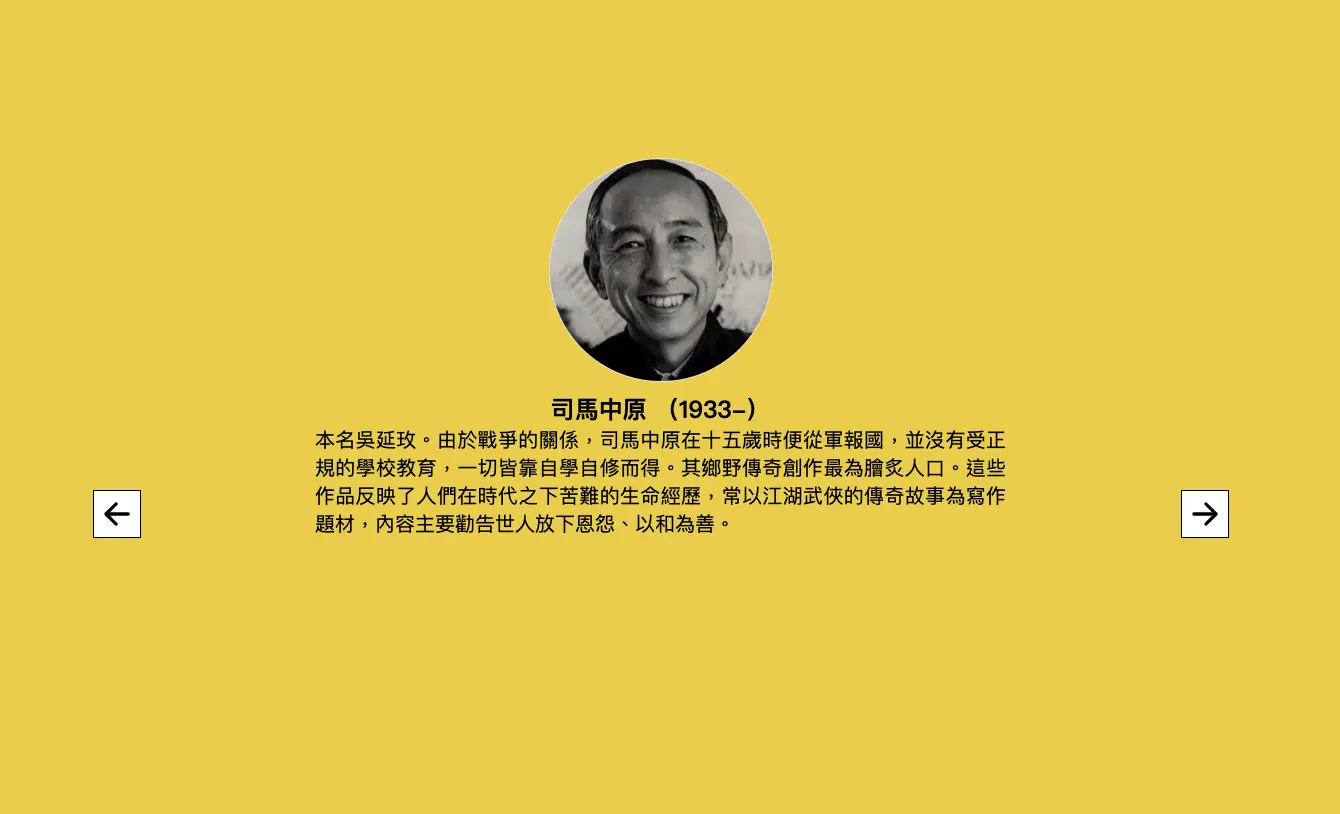 司馬中原 （1933–）
本名吳延玫。由於戰爭的關係，司馬中原在十五歲時便從軍報國，並沒有受正
規的學校教育，一切皆靠自學自修而得。其鄉野傳奇創作最為膾炙人口。這些
作品反映了人們在時代之下苦難的生命經歷，常以江湖武俠的傳奇故事為寫作
題材，內容主要勸告世人放下恩怨、以和為善。